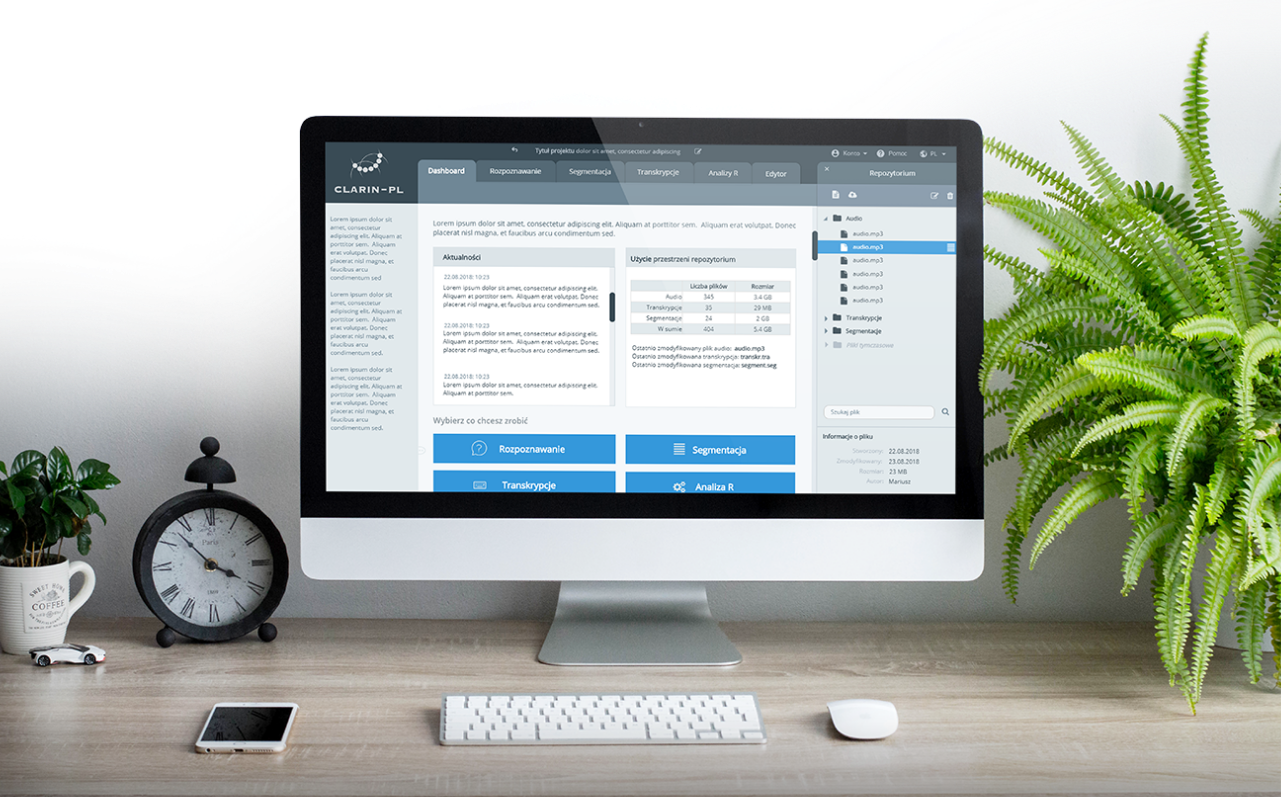 Tytuł projektu dolor sit amet, consectetur adipiscing
Konto
Pomoc
PL
CLARIN-PL
Dashboard
Rozpoznawanie
Segmentacja
Transkrypcje
Analizy R
Edytor
Repozytorium
Lorem ipsum dolor sit
amet, consectetur
adipiscing elit. Aliquam at
porttitor sem. Aliquam
erat volutpat. Donec
placerat nisl magna, et
faucibus arcu
condimentum sed.
Lorem ipsum dolor sit
amet, consectetur
adipiscing elit. Aliquam at
porttitor sem. Aliquam
erat volutpat. Donec
placerat nisl magna, et
faucibus arcu
condimentum sed.
Lorem ipsum dolor sit
amet, consectetur
adipiscing elit. Aliquam at
porttitor sem. Aliquam
erat volutpat. Donec
placerat nisl magna, et
faucibus arcu
condimentum sed.
Lorem ipsum dolor sit amet, consectetur adipiscing elit. Aliquam at porttitor sem. Aliquam erat volutpat. Donec
placerat nisl magna, et faucibus arcu condimentum sed.
Aktualności
22.08.2018: 10:23
Lorem ipsum dolor sit amet, consectetur adipiscing elit.
Aliquam at porttitor sem. Aliquam erat volutpat. Donec
placerat nisl magna, et faucibus arcu condimentum sed.
22.08.2018: 10:23
Lorem ipsum dolor sit amet, consectetur adipiscing elit.
Aliquam at porttitor sem. Aliquam erat volutpat. Donec
placerat nisl magna, et faucibus arcu condimentum sed.
22.08.2018: 10:23
Lorem ipsum dolor sit amet, consectetur adipiscing elit.
Aliquam at porttitor sem.
Użycie przestrzeni repozytorium
Liczba plików Rozmiar
Audio 345 3.4 GB
Transkrypcje 35 29 MB
Segmentacje 24 2 GB
W sumie 404 5.4 GB
Ostatnio zmodyfikowany plik audio: audio.mp3
Ostatnio zmodyfikowana transkrypcja: transkr.tra
Ostatnio zmodyfikowana segmentacja: segment.seg
Wybierz co chcesz zrobić
Rozpoznawanie
Segmentacja
Transkrypcje
Analiza R
Audio
audio.mp3
audio.mp3
audio.mp3
audio.mp3
audio.mp3
audio.mp3
Transkrypcje
Segmentacje
Pliki tymczasowe
Szukaj plik
Informacje o pliku
Stworzony: 22.08.2018
Zmodyfikowany: 23.08.2018
Rozmiar: 23 MB
Autor: Mariusz
Paris
SWEET HOME
COFFEE